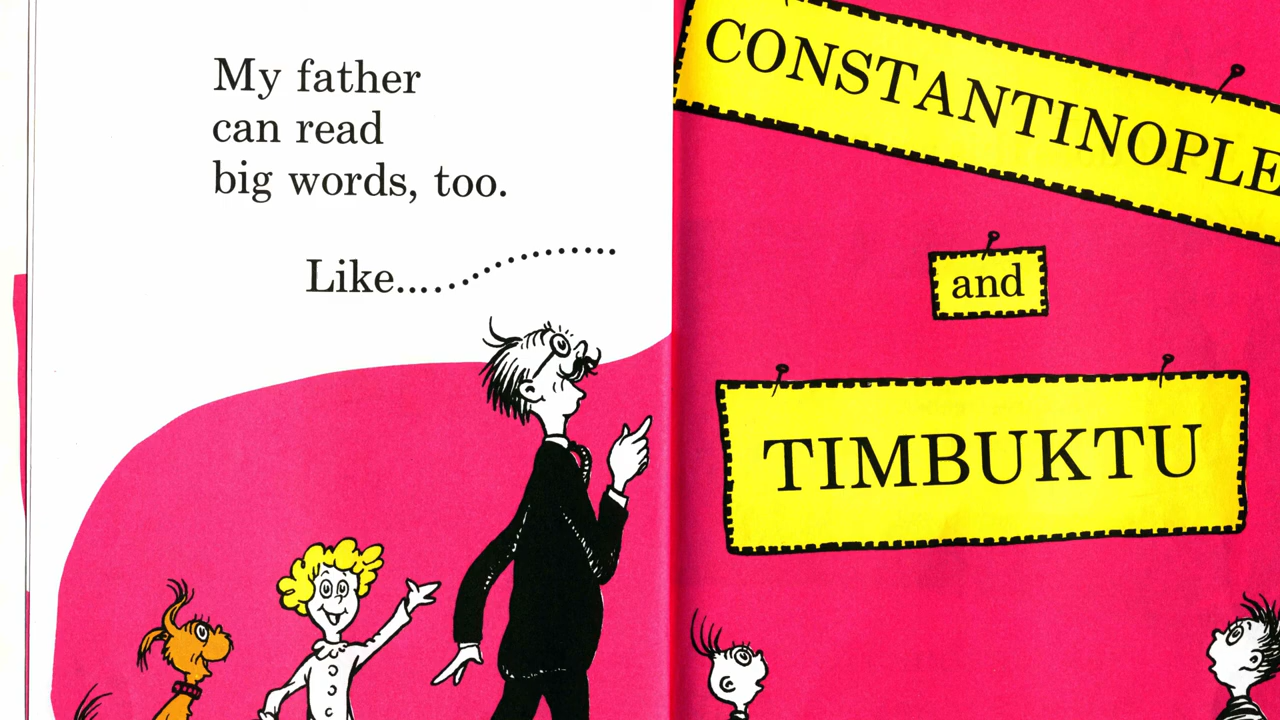 My father
can read
big words, too.
Like...............
CONSTANTINOPLE
and
TIMBUKTU